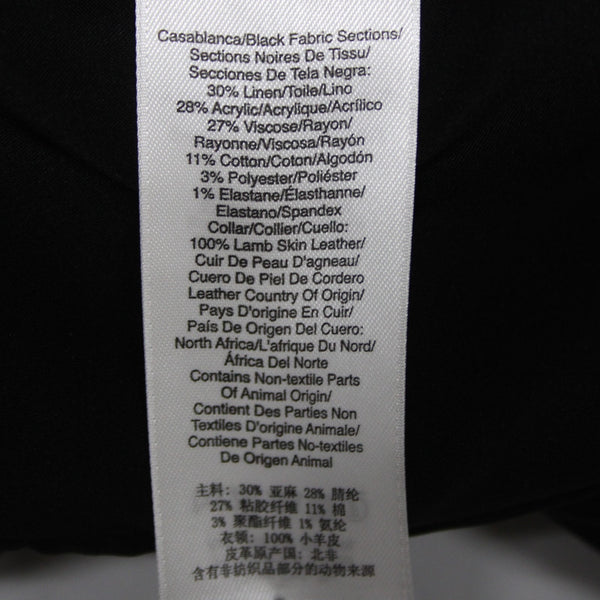 Casablanca/Black Fabric Sections/
Sections Noires De Tissu/
Secciones De Tela Negra:
30% Linen/Toile/Lino
28% Acrylic/Acrylique/Acrílico
27% Viscose/Rayon/
Rayonne/Viscosa/Rayón
11% Cotton/Coton/Algodón
3% Polyester/Poliéster
1% Elastane/Élasthanne/
Elastano/Spandex
Collar/Collier/Cuello:
100% Lamb Skin Leather/
Cuir De Peau D'agneau/
Cuero De Piel De Cordero
Leather Country Of Origin/
Pays D'origine En Cuir/
País De Origen Del Cuero:
North Africa/L'afrique Du Nord/
África Del Norte
Contains Non-textile Parts
Of Animal Origin/
Contient Des Parties Non
Textiles D'origine Animale/
Contiene Partes No-textiles
De Origen Animal
主料: 30% 亚麻 28% 腈纶
27% 粘胶纤维 11% 棉
3% 聚酯纤维 1% 氨纶
衣领: 100% 小羊皮
皮革原产国: 北非
含有非纺织品部分的动物来源